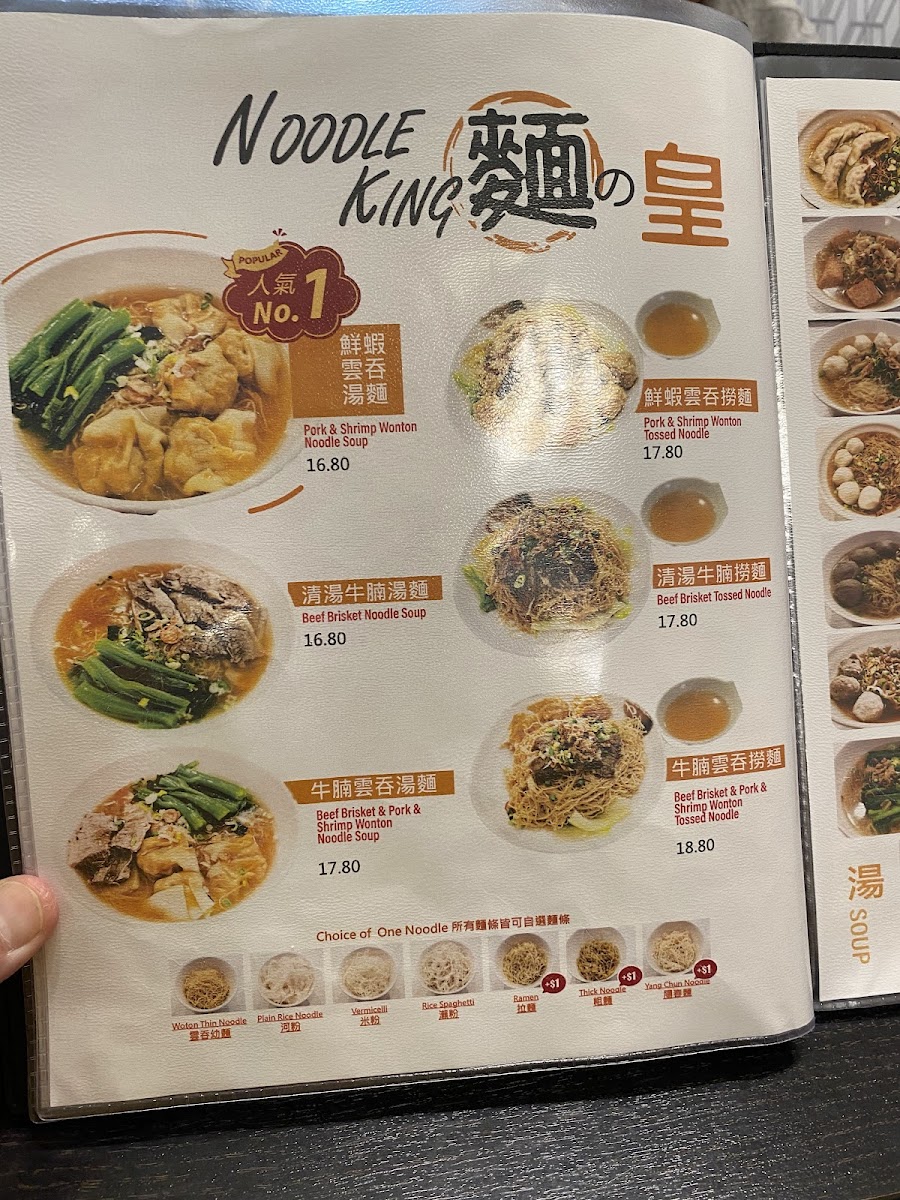 NOODLE
KING
麵の皇
POPULAR
人氣
No.1
鮮蝦
雲吞
湯麵
Pork & Shrimp Wonton
Noodle Soup
16.80
鮮蝦雲吞撈麵
Pork & Shrimp Wonton
Tossed Noodle
17.80
清湯牛腩湯麵
Beef Brisket Noodle Soup
16.80
清湯牛腩撈麵
Beef Brisket Tossed Noodle
17.80
牛腩雲吞湯麵
Beef Brisket & Pork &
Shrimp Wonton
Noodle Soup
17.80
牛腩雲吞撈麵
Beef Brisket & Pork &
Shrimp Wonton
Tossed Noodle
18.80
Choice of One Noodle 所有麵條皆可自選麵條
Woton Thin Noodle
雲吞幼麵
Plain Rice Noodle
河粉
Vermicelli
米粉
Rice Spaghetti
瀨粉
+$1
Ramen
拉麵
+$1
Thick Noodle
粗麵
+$1
Yang Chun Noodle
陽春麵
湯
SOUP